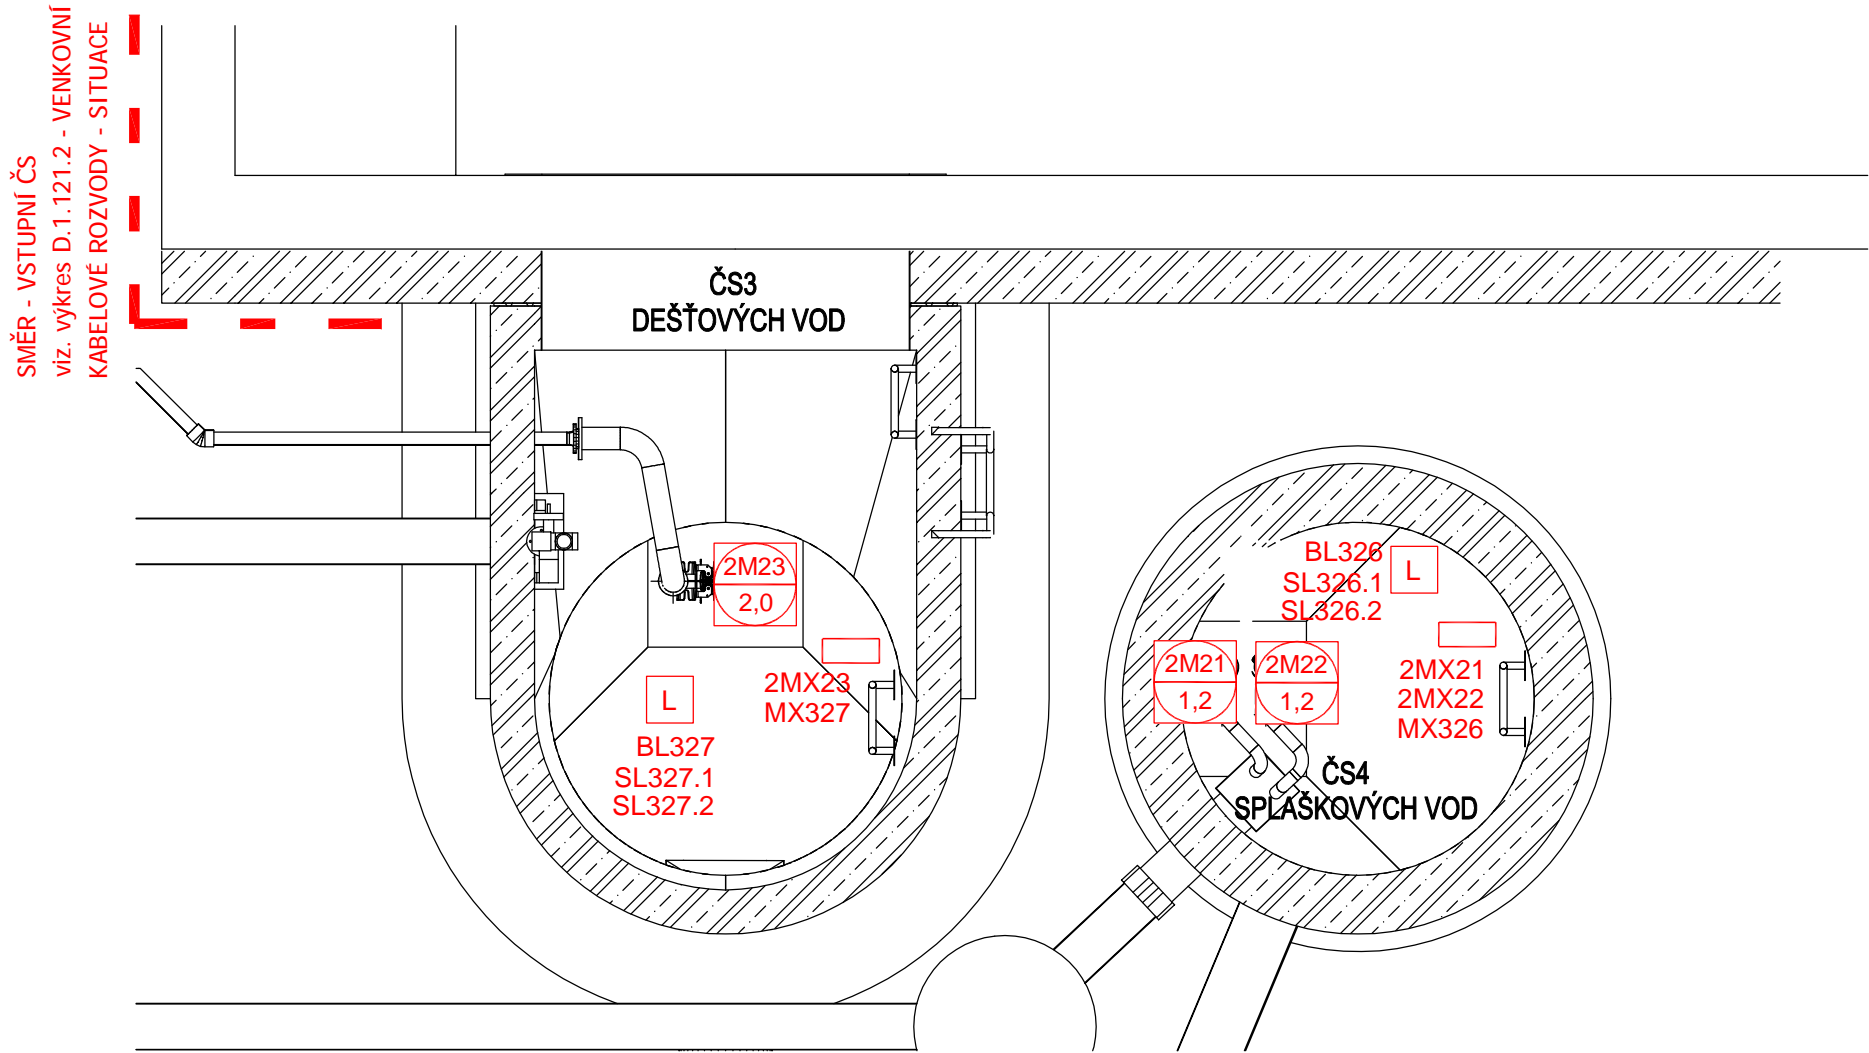 SMĚR - VSTUPNÍ ČS
viz. výkres D.1.121.2 - VENKOVNÍ
KABELOVÉ ROZVODY - SITUACE
ČS3
DEŠŤOVÝCH VOD
2M23
2,0
2MX23
MX327
L
BL327
SL327.1
SL327.2
BL326
SL326.1
SL326.2
L
2M21
1,2
2M22
1,2
2MX21
2MX22
MX326
ČS4
SPLAŠKOVÝCH VOD